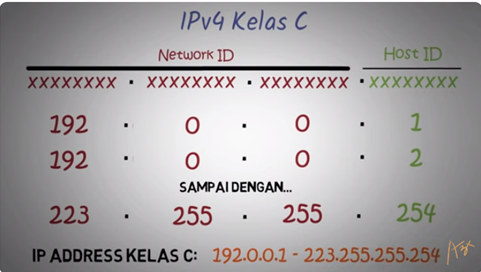 IPv4 Kelas C
Network ID Host ID
XXXXXXXX . XXXXXXXX . XXXXXXXX . XXXXXXXX
192 . 0 . 0 . 1
192 . 0 . 0 . 2
SAMPAI DENGAN...
223 . 255 . 255 . 254
IP ADDRESS KELAS C: 192.0.0.1 - 223.255.255.254